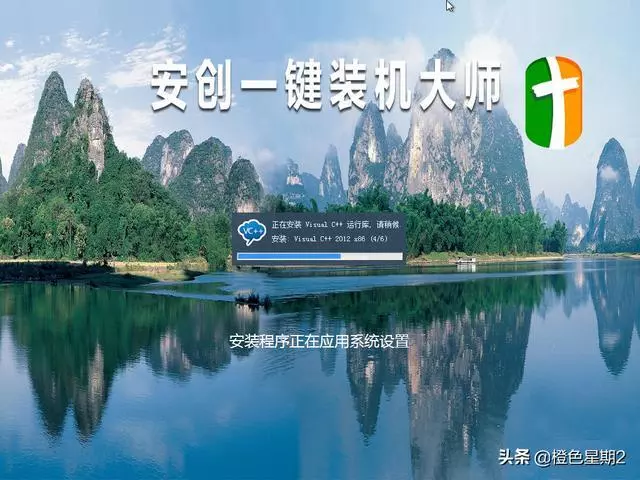 安创一键装机大师
VC++
正在安装 Visual C++ 运行库, 请稍修
安装: Visual C++ 2012 x86 (4/6)
安装程序正在应用系统设置
头条 @橙色星期2